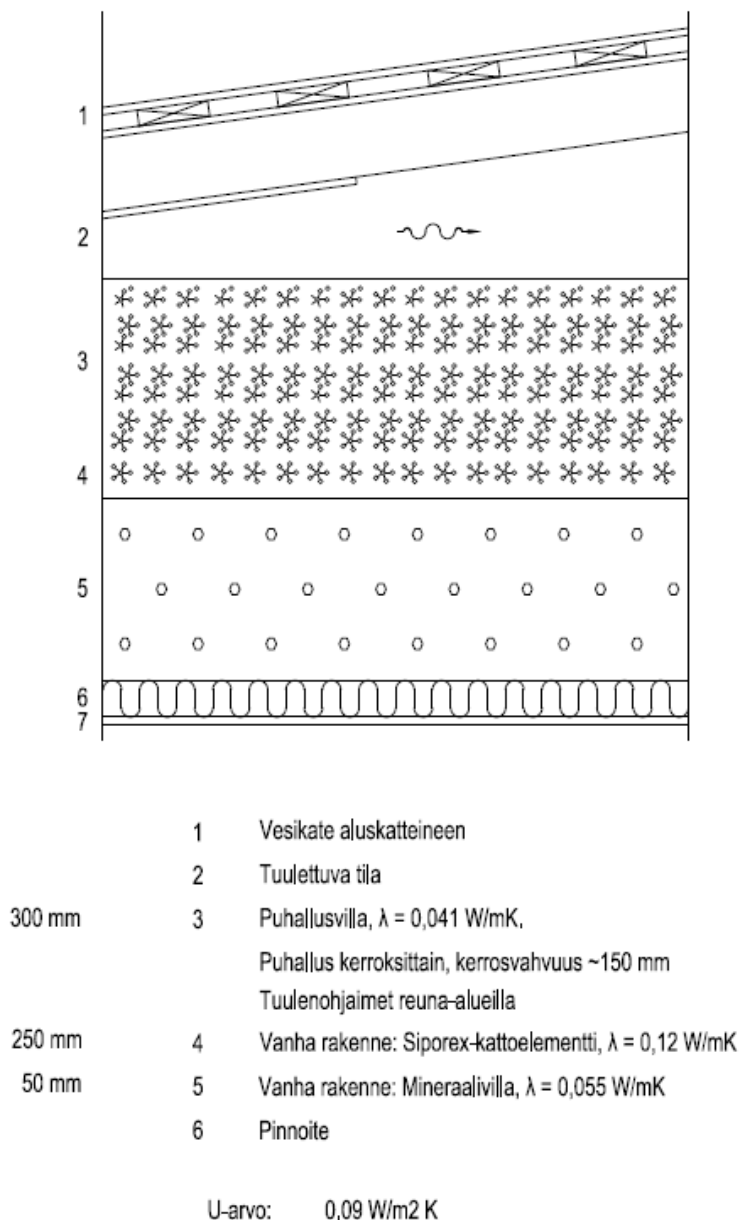 1
2
3
4
5
6
7
1 Vesikate aluskatteineen
2 Tuulettuva tila
300 mm 3 Puhallusvilla, λ = 0,041 W/mK,
Puhallus kerroksittain, kerrosvahvuus ~150 mm
Tuulenohjaimet reuna-alueilla
250 mm 4 Vanha rakenne: Siporex-kattoelementti, λ = 0,12 W/mK
50 mm 5 Vanha rakenne: Mineraalivilla, λ = 0,055 W/mK
6 Pinnoite
U-arvo: 0,09 W/m2 K